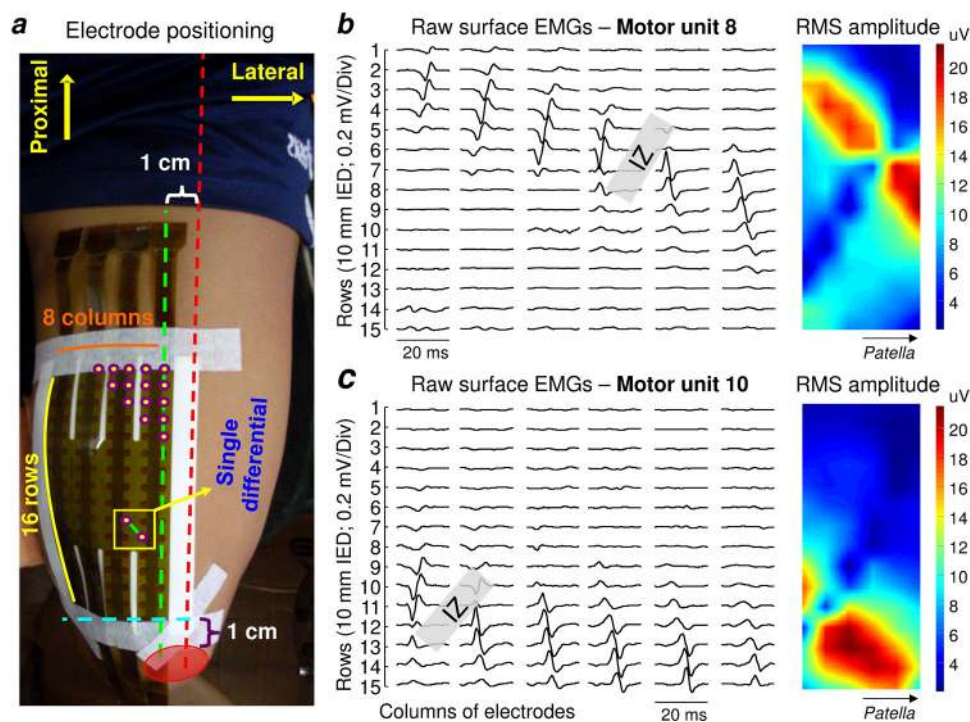 a
Electrode positioning
Proximal
Lateral
1 cm
8 columns
16 rows
Single
differential
1 cm
b
Raw surface EMGs – Motor unit 8
Rows (10 mm IED; 0.2 mV/Div)
1
2
3
4
5
6
7
8
9
10
11
12
13
14
15
IZ
20 ms
RMS amplitude
uV
20
18
16
14
12
10
8
6
4
Patella
c
Raw surface EMGs – Motor unit 10
Rows (10 mm IED; 0.2 mV/Div)
1
2
3
4
5
6
7
8
9
10
11
12
13
14
15
IZ
Columns of electrodes
20 ms
RMS amplitude
uV
22
20
18
16
14
12
10
8
6
4
Patella